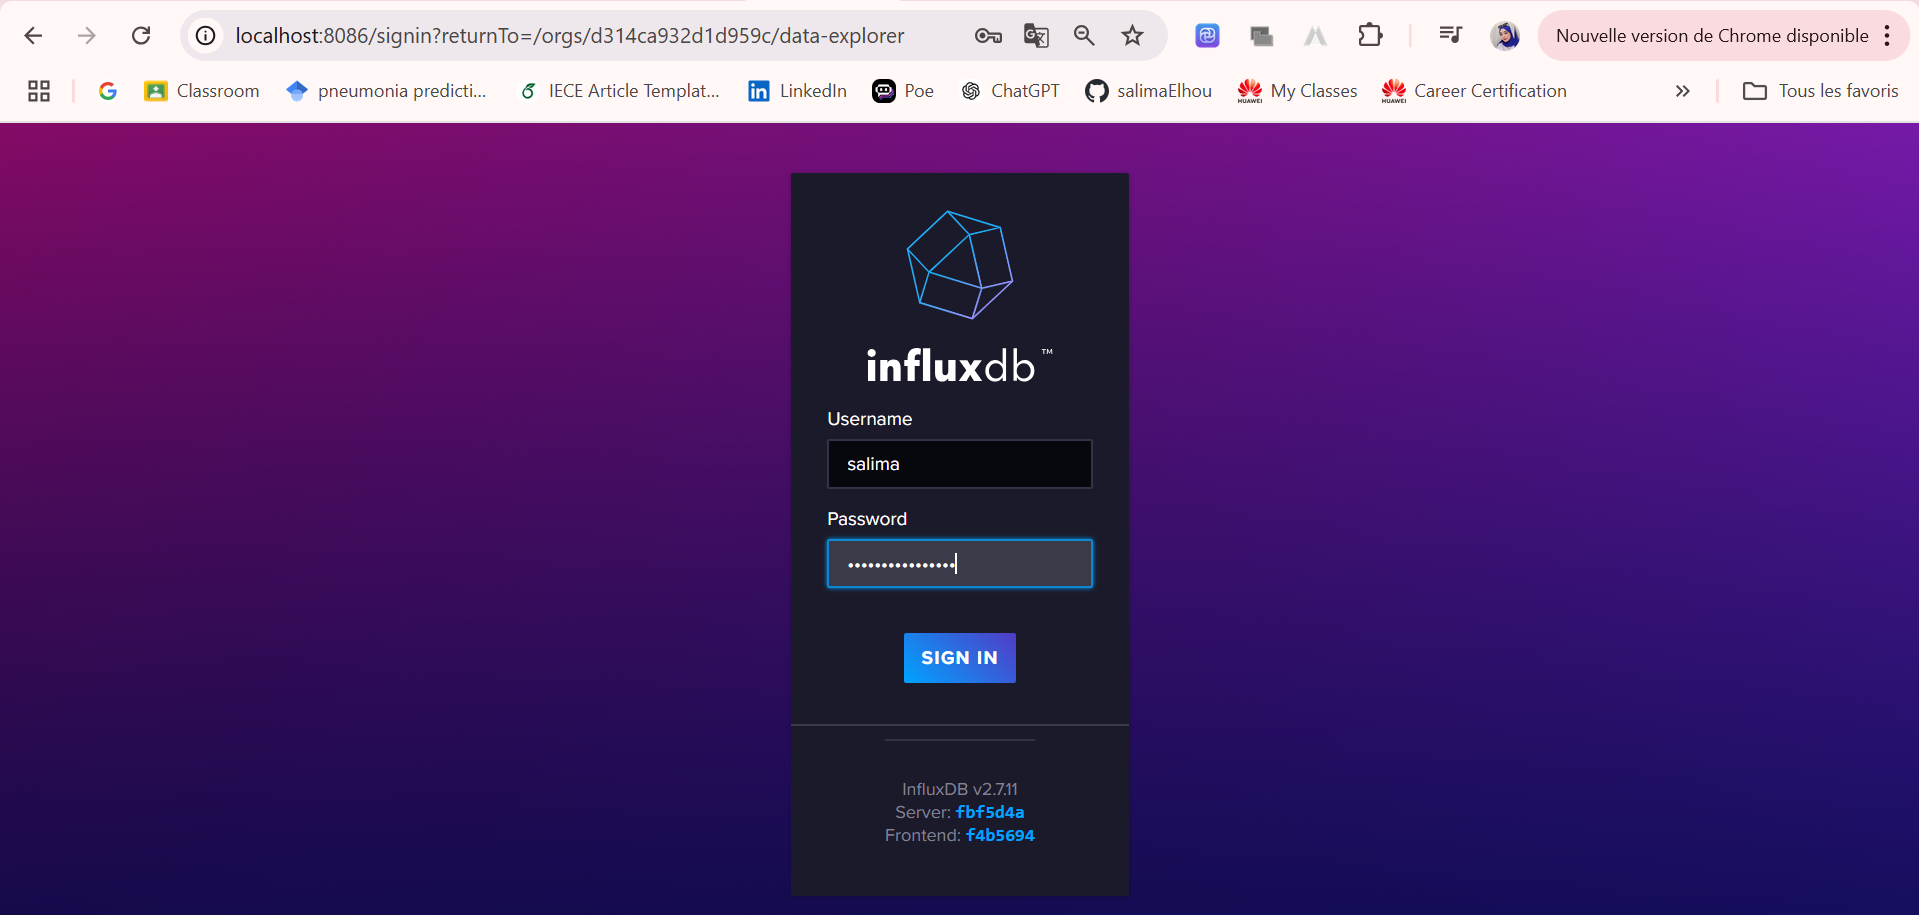 localhost:8086/signin?returnTo=/orgs/d314ca932d1d959c/data-explorer
Nouvelle version de Chrome disponible
Classroom
pneumonia predicti...
IECE Article Templat...
LinkedIn
Poe
ChatGPT
salimaElhou
HUAWEI
My Classes
HUAWEI
Career Certification
Tous les favoris
influxdb™
Username
salima
Password
••••••••••••••••
SIGN IN
InfluxDB v2.7.11
Server: fbf5d4a
Frontend: f4b5694